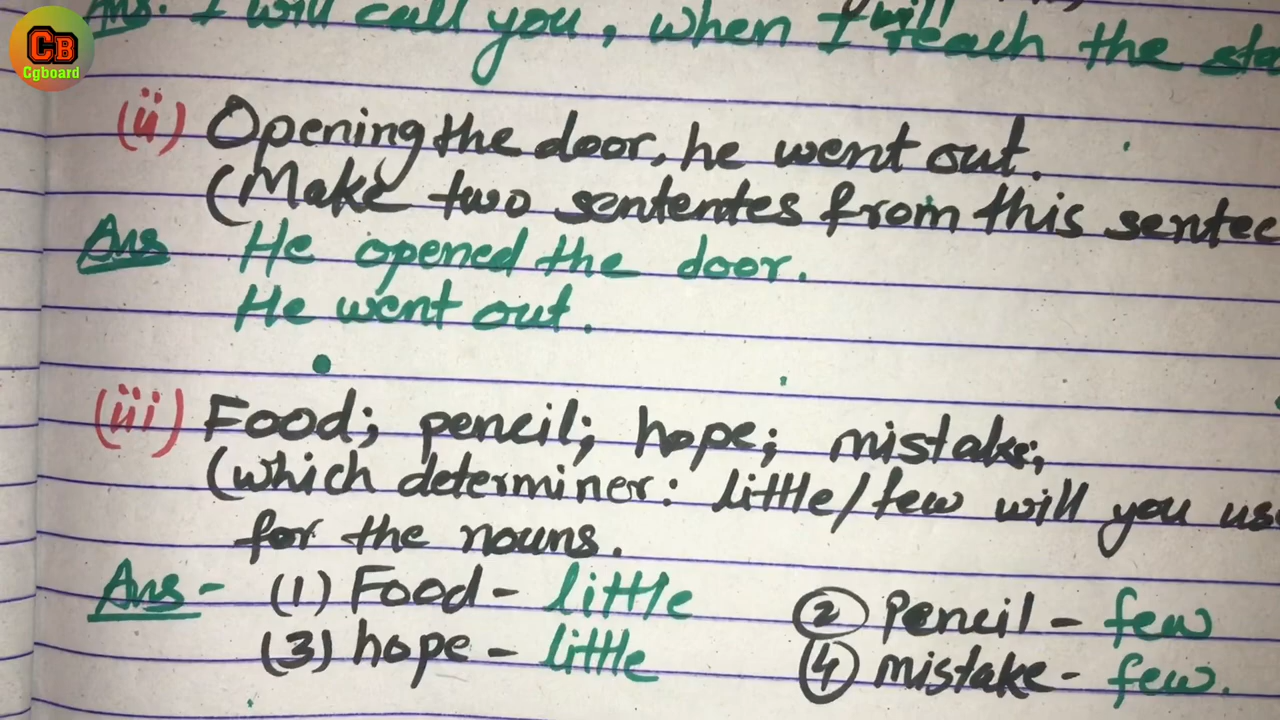 CB
Cgboard
Ans. I will call you, when I will reach the
(ii) Opening the door, he went out.
(Make two sententes from this sentec
Ans He opened the door.
He went out.
(iii) Food; pencil; hope; mistake;
(which determiner: little/few will you us
for the nouns.
Ans - (1) Food - little (2) Pencil - few
(3) hope - little (4) mistake - few.